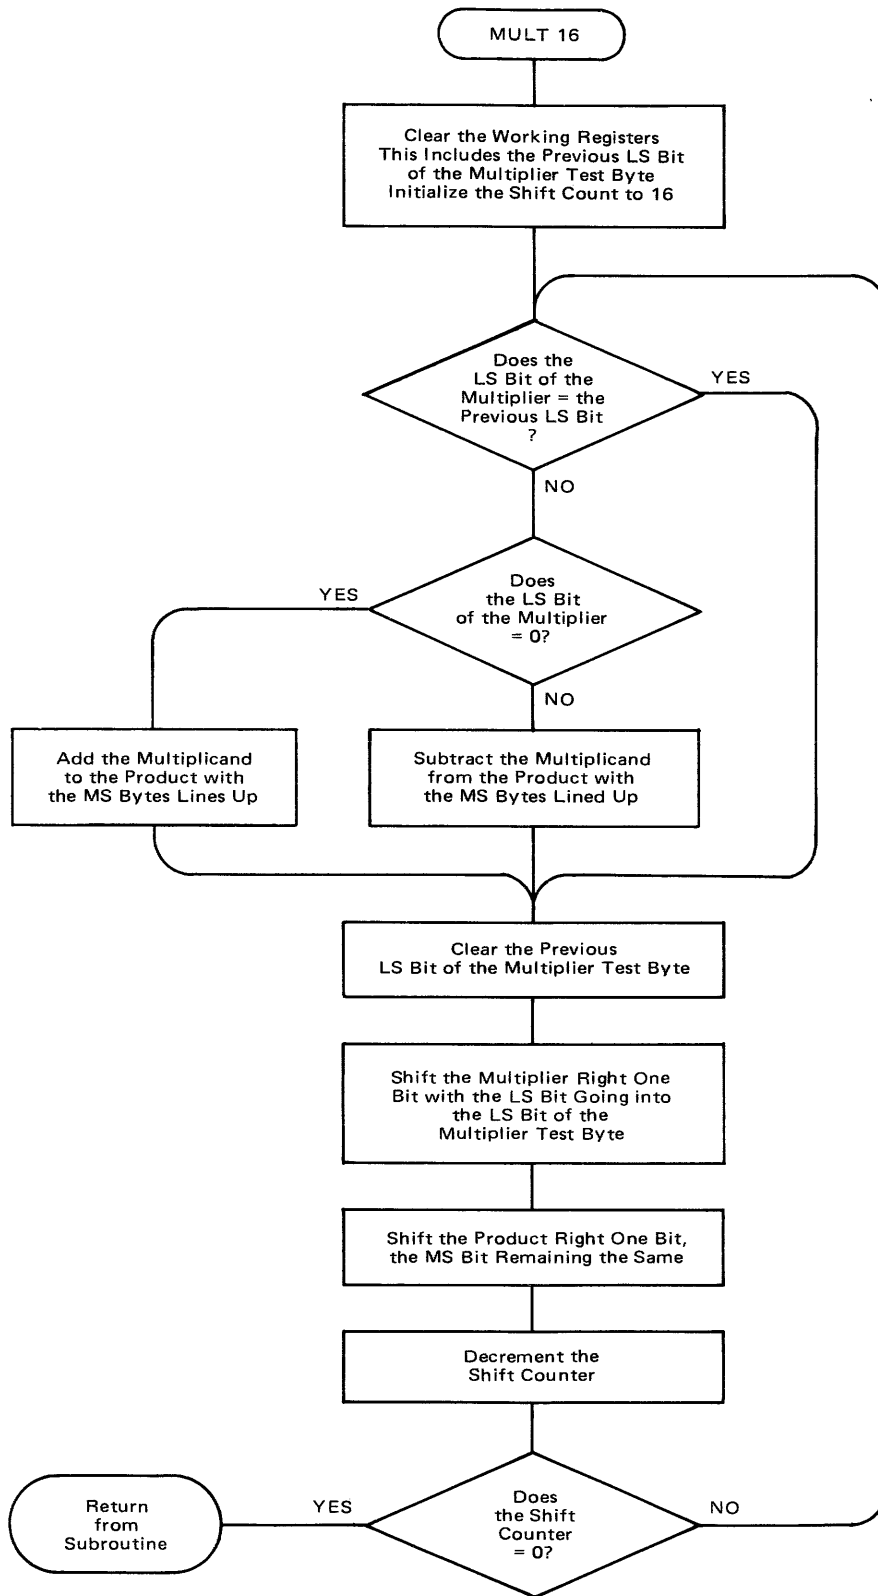 MULT 16
Clear the Working Registers
This Includes the Previous LS Bit
of the Multiplier Test Byte
Initialize the Shift Count to 16
Does the
LS Bit of the
Multiplier = the
Previous LS Bit
?
YES
NO
Does
the LS Bit
of the Multiplier
= 0?
YES
NO
Add the Multiplicand
to the Product with
the MS Bytes Lines Up
Subtract the Multiplicand
from the Product with
the MS Bytes Lined Up
Clear the Previous
LS Bit of the Multiplier Test Byte
Shift the Multiplier Right One
Bit with the LS Bit Going into
the LS Bit of the
Multiplier Test Byte
Shift the Product Right One Bit,
the MS Bit Remaining the Same
Decrement the
Shift Counter
Does
the Shift
Counter
= 0?
YES
NO
Return
from
Subroutine